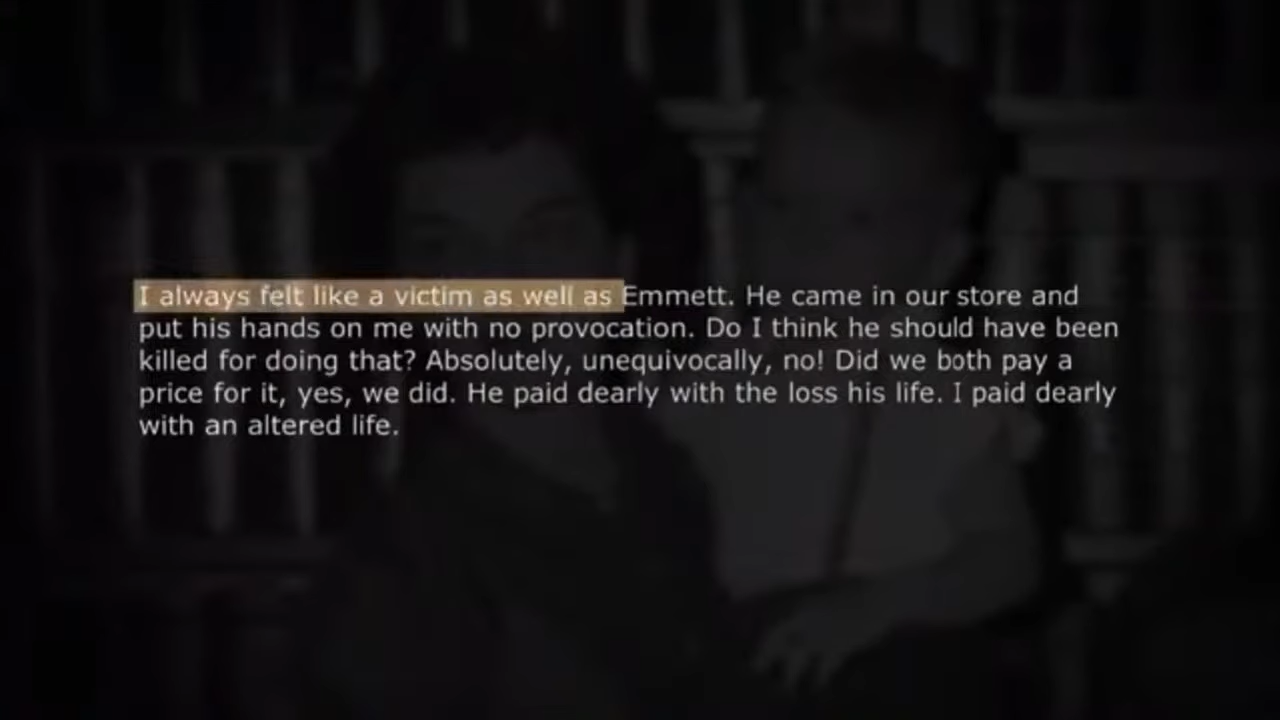 I always felt like a victim as well as Emmett. He came in our store and
put his hands on me with no provocation. Do I think he should have been
killed for doing that? Absolutely, unequivocally, no! Did we both pay a
price for it, yes, we did. He paid dearly with the loss his life. I paid dearly
with an altered life.